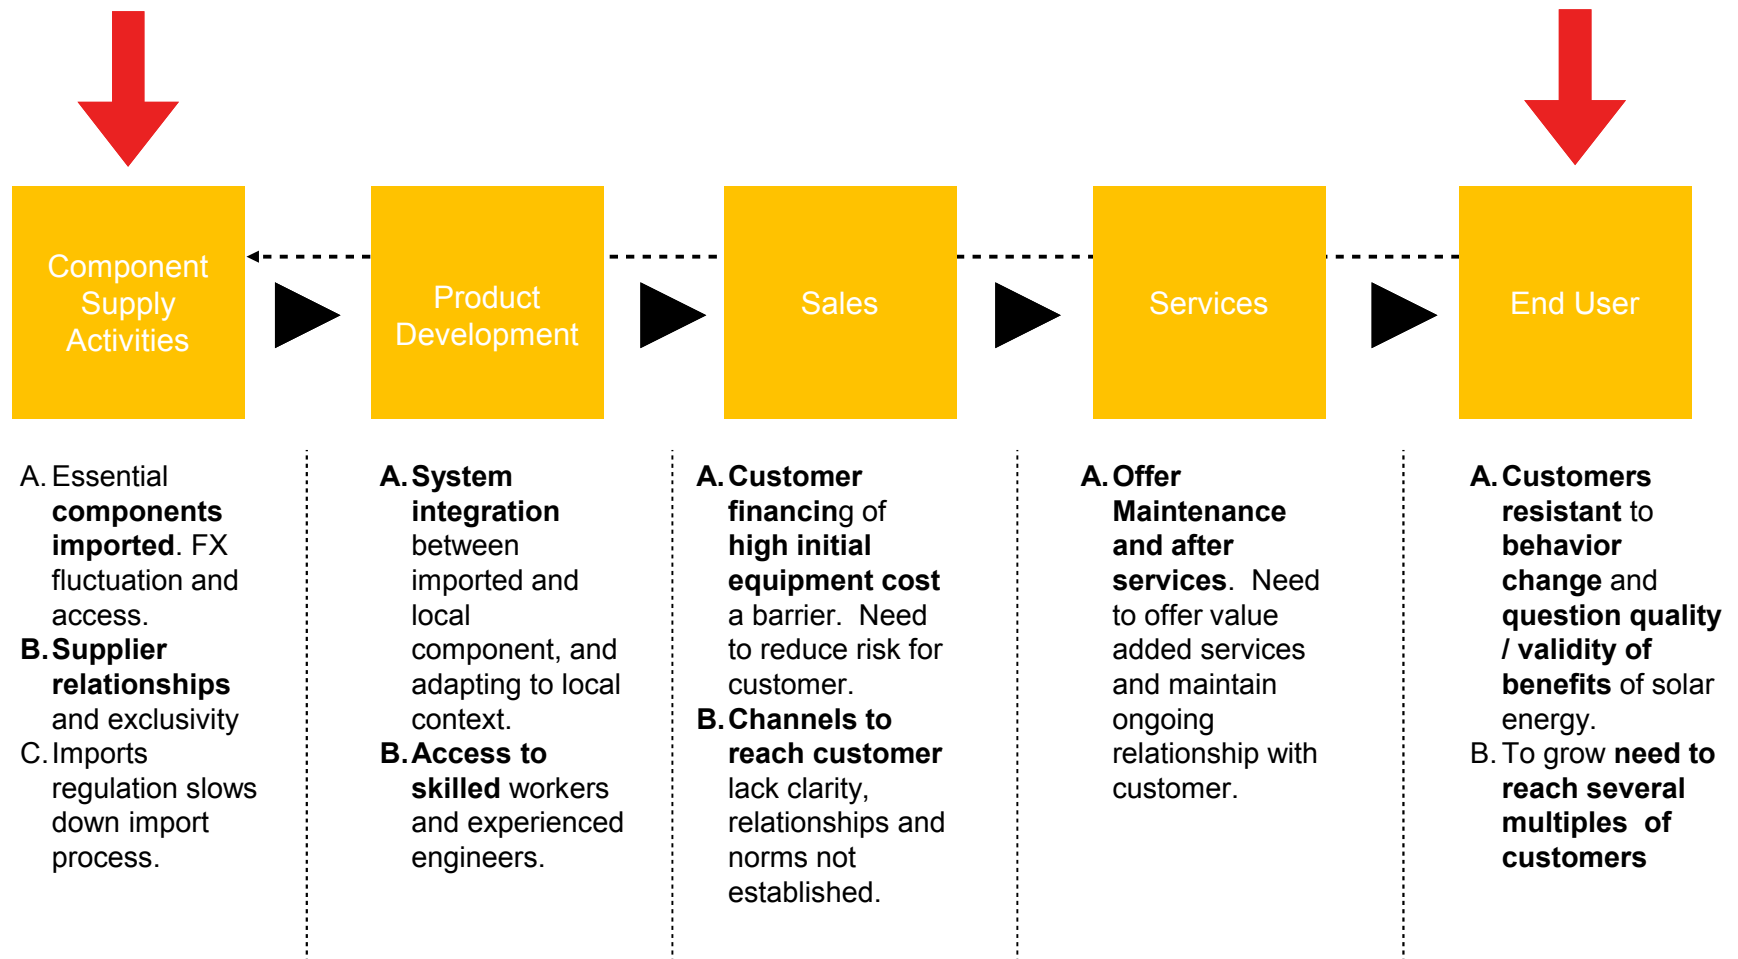 Component
Supply
Activities
Product
Development
Sales
Services
End User
A. Essential
components
imported. FX
fluctuation and
access.
B. Supplier
relationships
and exclusivity
C. Imports
regulation slows
down import
process.
A. System
integration
between
imported and
local
component, and
adapting to local
context.
B. Access to
skilled workers
and experienced
engineers.
A. Customer
financing of
high initial
equipment cost
a barrier. Need
to reduce risk for
customer.
B. Channels to
reach customer
lack clarity,
relationships and
norms not
established.
A. Offer
Maintenance
and after
services. Need
to offer value
added services
and maintain
ongoing
relationship with
customer.
A. Customers
resistant to
behavior
change and
question quality
/ validity of
benefits of solar
energy.
B. To grow need to
reach several
multiples of
customers